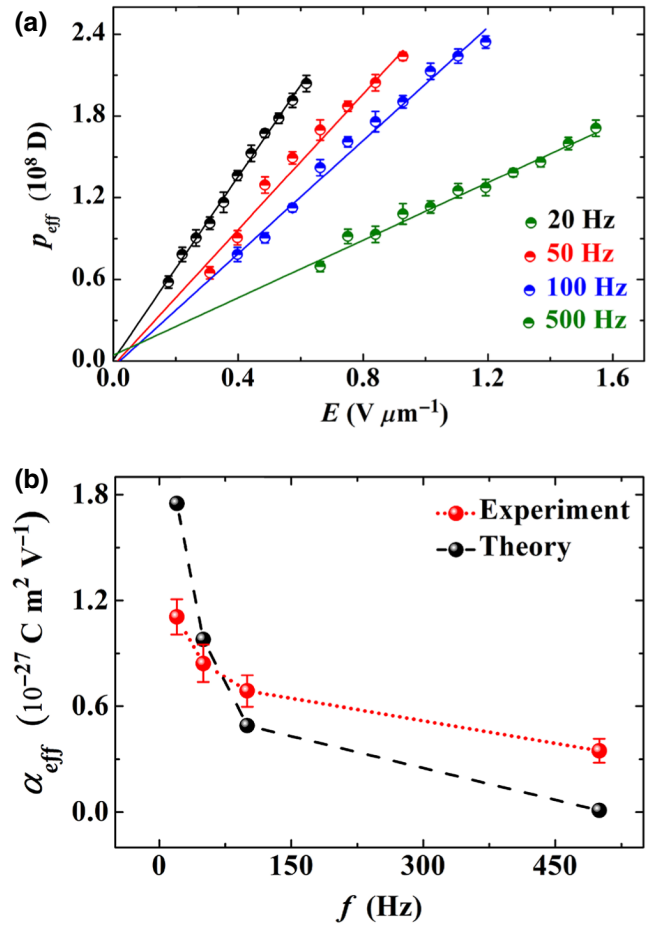 (a)
2.4
1.8
1.2
0.6
0.0
p_eff (10^8 D)
20 Hz
50 Hz
100 Hz
500 Hz
0.0 0.4 0.8 1.2 1.6
E (V μm⁻¹)
(b)
1.8
1.2
0.6
0.0
α_eff (10⁻²⁷ C m² V⁻¹)
Experiment
Theory
0 150 300 450
f (Hz)